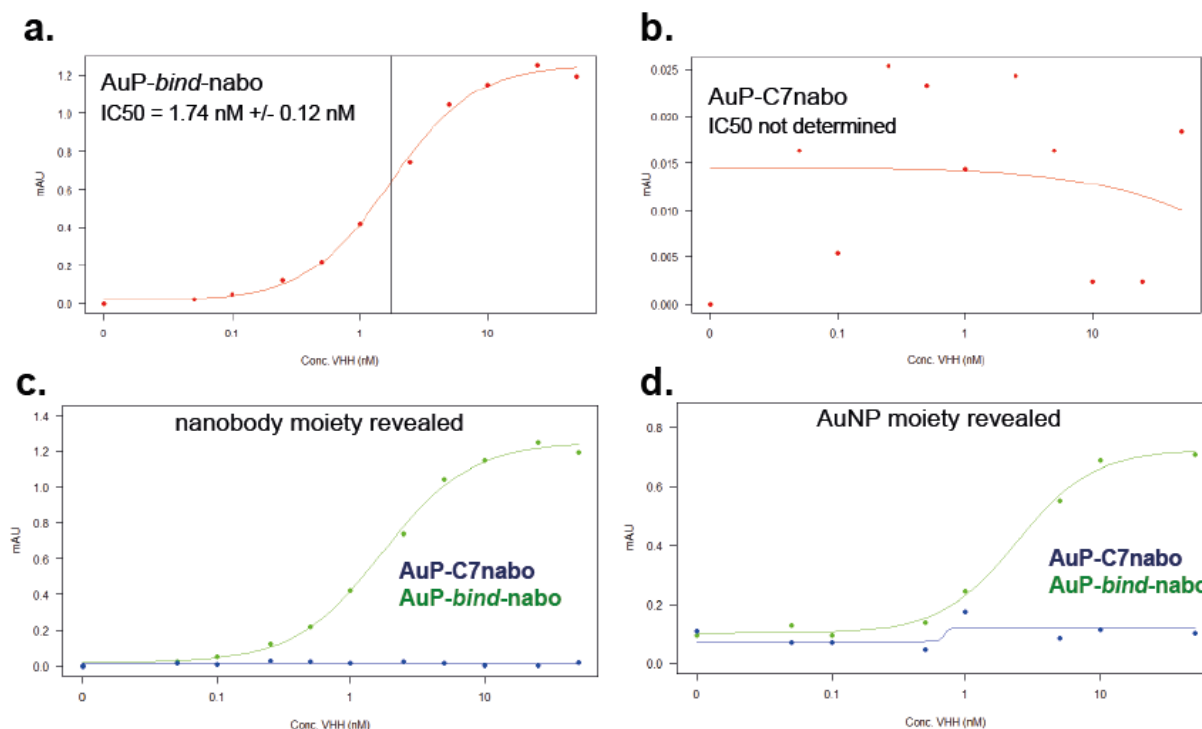 a.
AuP-bind-nabo
IC50 = 1.74 nM +/- 0.12 nM
mAU
1.2
1.0
0.8
0.6
0.4
0.2
0.0
0
0.1
1
10
Conc. VHH (nM)
b.
AuP-C7nabo
IC50 not determined
mAU
0.025
0.020
0.015
0.010
0.005
0.000
0
0.1
1
10
Conc. VHH (nM)
c.
nanobody moiety revealed
mAU
1.4
1.2
1.0
0.8
0.6
0.4
0.2
0.0
AuP-C7nabo
AuP-bind-nabo
0
0.1
1
10
Conc. VHH (nM)
d.
AuNP moiety revealed
mAU
0.8
0.6
0.4
0.2
0.0
AuP-C7nabo
AuP-bind-nabo
0
0.1
1
10
Conc. VHH (nM)